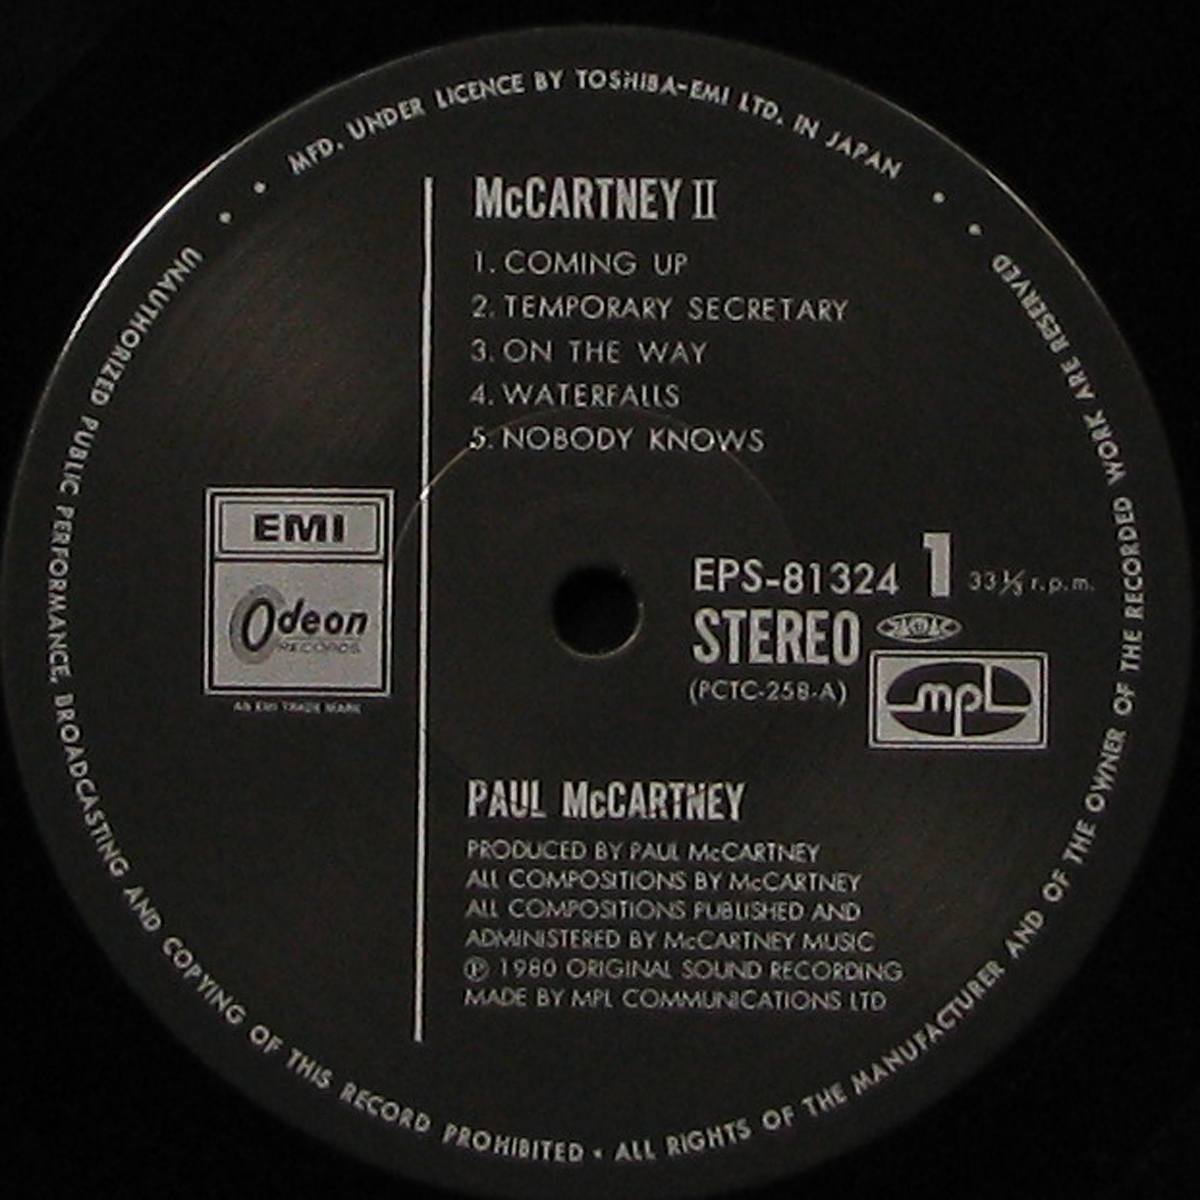 MFD. UNDER LICENCE BY TOSHIBA-EMI LTD. IN JAPAN
McCARTNEY II
1. COMING UP
2. TEMPORARY SECRETARY
3. ON THE WAY
4. WATERFALLS
5. NOBODY KNOWS
EMI
Odeon
RECORDS
AN EMI TRADE MARK
EPS-81324 1 33⅓ r.p.m.
STEREO
(PCTC-258-A)
mpl
PAUL McCARTNEY
PRODUCED BY PAUL McCARTNEY
ALL COMPOSITIONS BY McCARTNEY
ALL COMPOSITIONS PUBLISHED AND
ADMINISTERED BY McCARTNEY MUSIC
℗ 1980 ORIGINAL SOUND RECORDING
MADE BY MPL COMMUNICATIONS LTD
UNAUTHORIZED PUBLIC PERFORMANCE, BROADCASTING AND COPYING OF THIS RECORD PROHIBITED • ALL RIGHTS OF THE MANUFACTURER AND OF THE OWNER OF THE RECORDED WORK ARE RESERVED